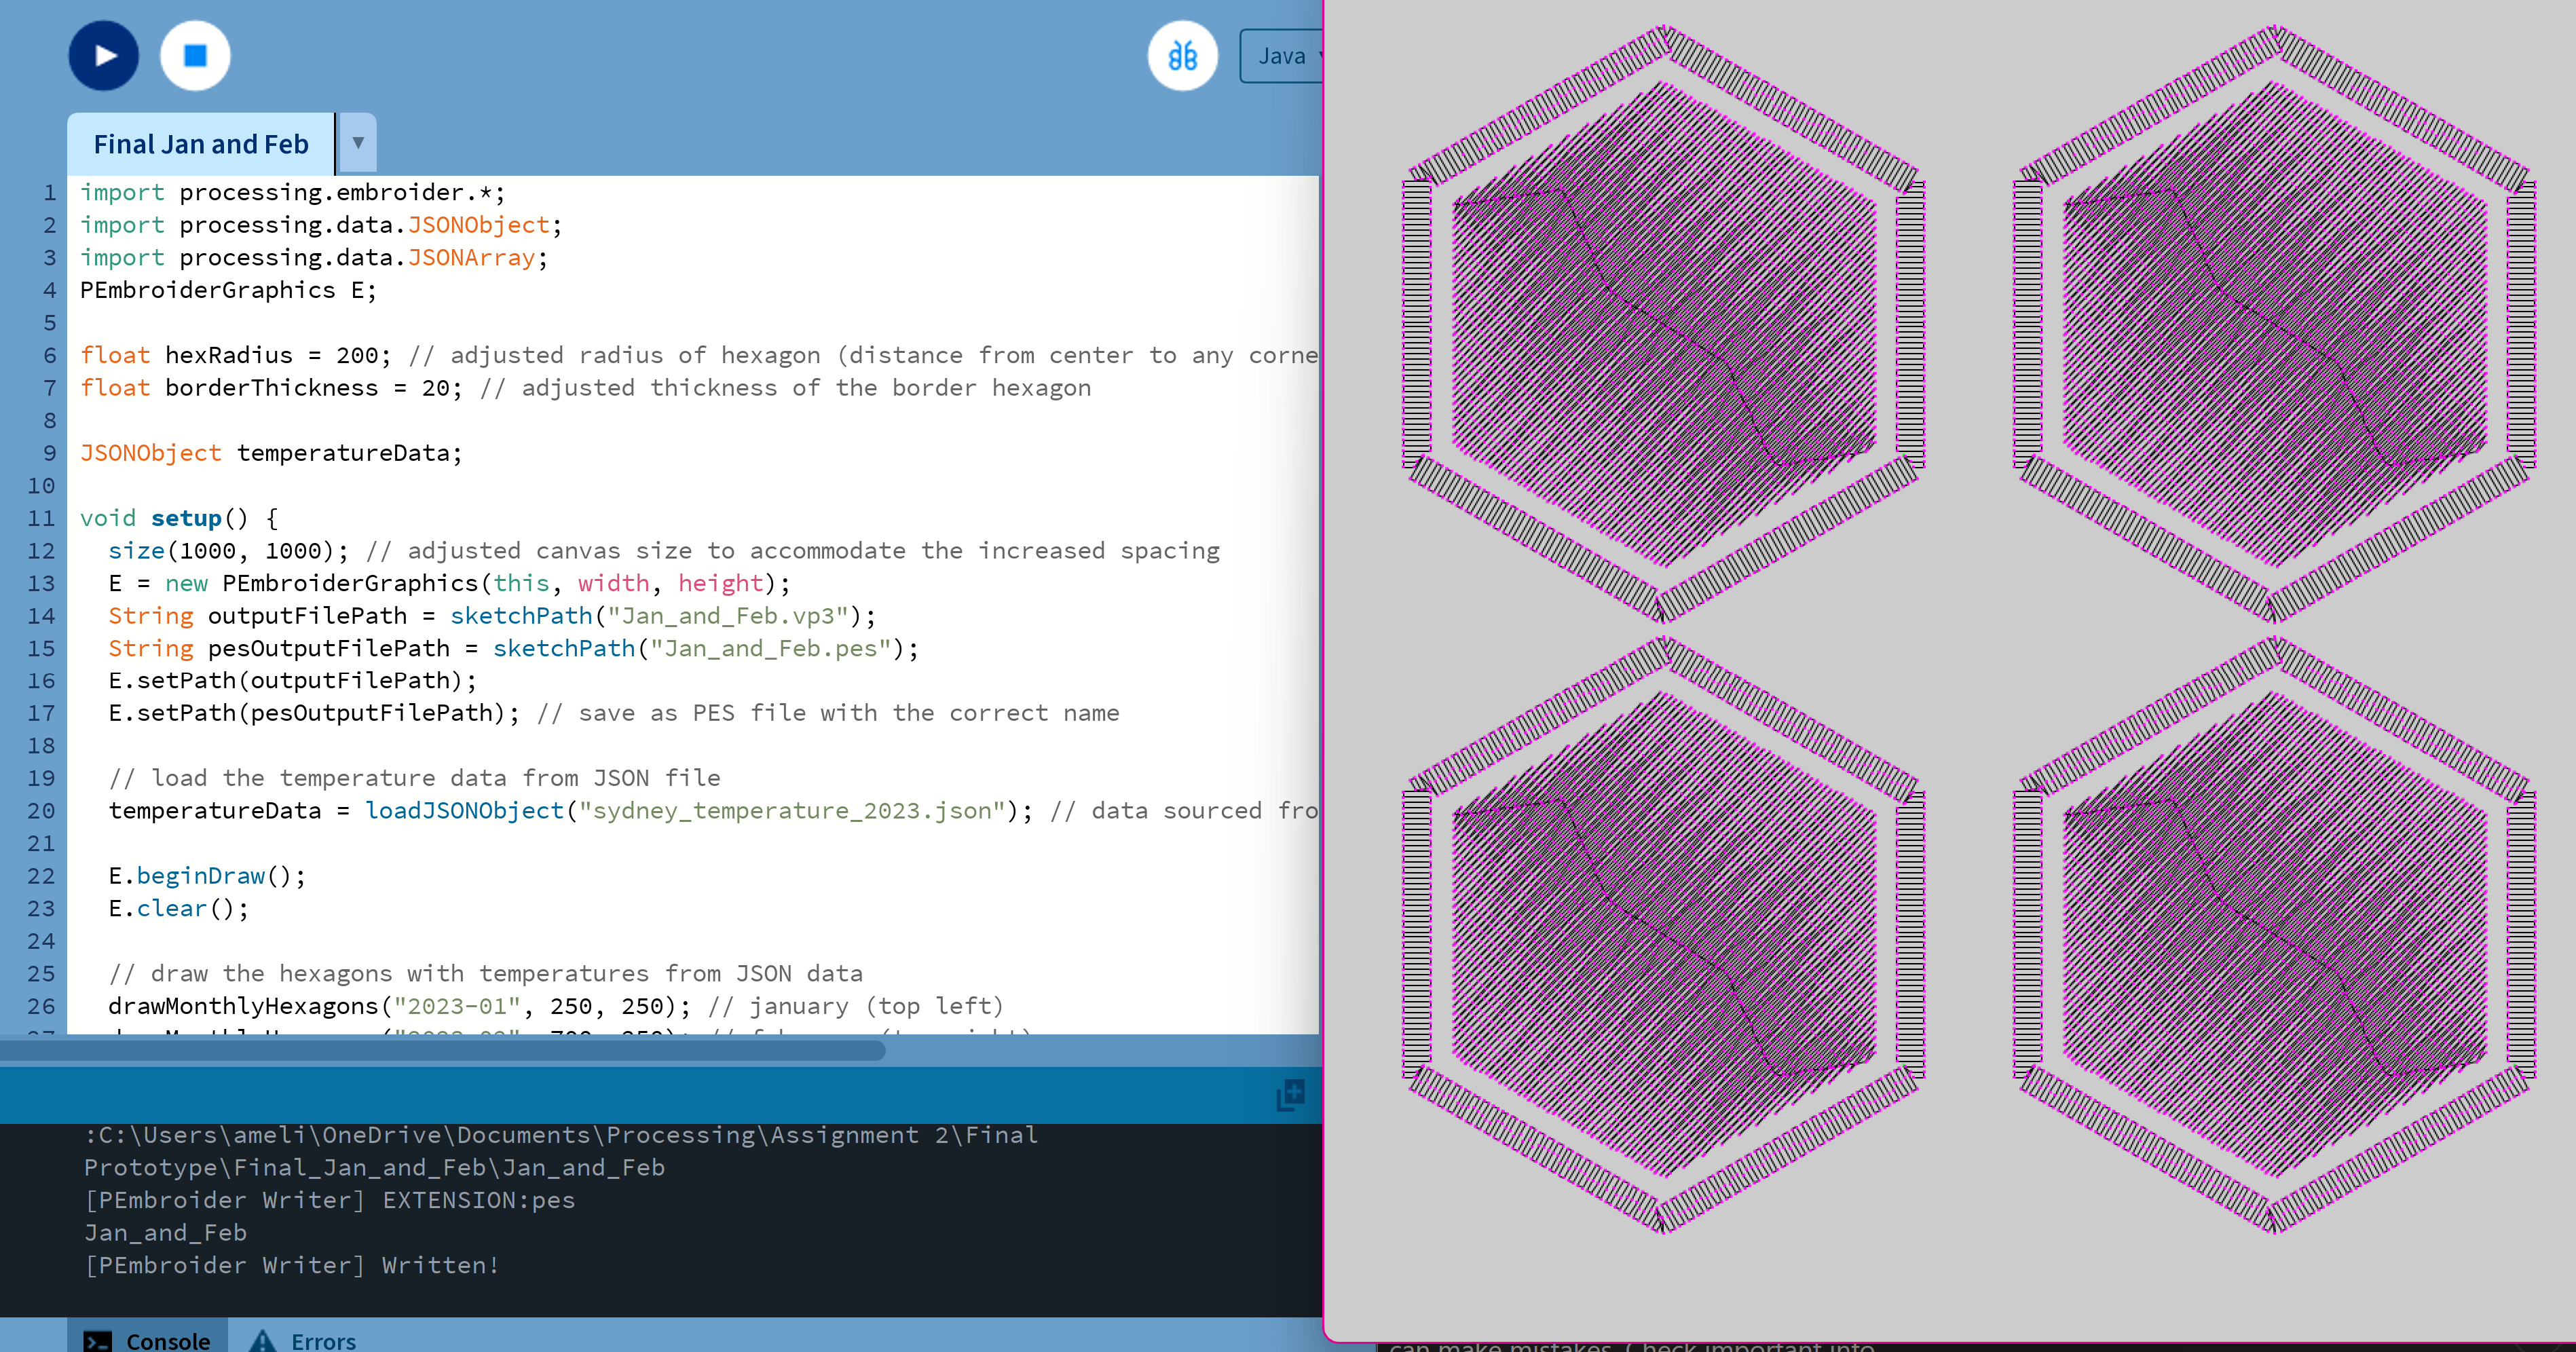 Java
Final Jan and Feb
1 import processing.embroider.*;
2 import processing.data.JSONObject;
3 import processing.data.JSONArray;
4 PEmbroiderGraphics E;
5
6 float hexRadius = 200; // adjusted radius of hexagon (distance from center to any corne
7 float borderThickness = 20; // adjusted thickness of the border hexagon
8
9 JSONObject temperatureData;
10
11 void setup() {
12 size(1000, 1000); // adjusted canvas size to accommodate the increased spacing
13 E = new PEmbroiderGraphics(this, width, height);
14 String outputFilePath = sketchPath("Jan_and_Feb.vp3");
15 String pesOutputFilePath = sketchPath("Jan_and_Feb.pes");
16 E.setPath(outputFilePath);
17 E.setPath(pesOutputFilePath); // save as PES file with the correct name
18
19 // load the temperature data from JSON file
20 temperatureData = loadJSONObject("sydney_temperature_2023.json"); // data sourced fro
21
22 E.beginDraw();
23 E.clear();
24
25 // draw the hexagons with temperatures from JSON data
26 drawMonthlyHexagons("2023-01", 250, 250); // january (top left)
:C:\Users\ameli\OneDrive\Documents\Processing\Assignment 2\Final
Prototype\Final_Jan_and_Feb\Jan_and_Feb
[PEmbroider Writer] EXTENSION:pes
Jan_and_Feb
[PEmbroider Writer] Written!
Console
Errors
can make mistakes. Check important info